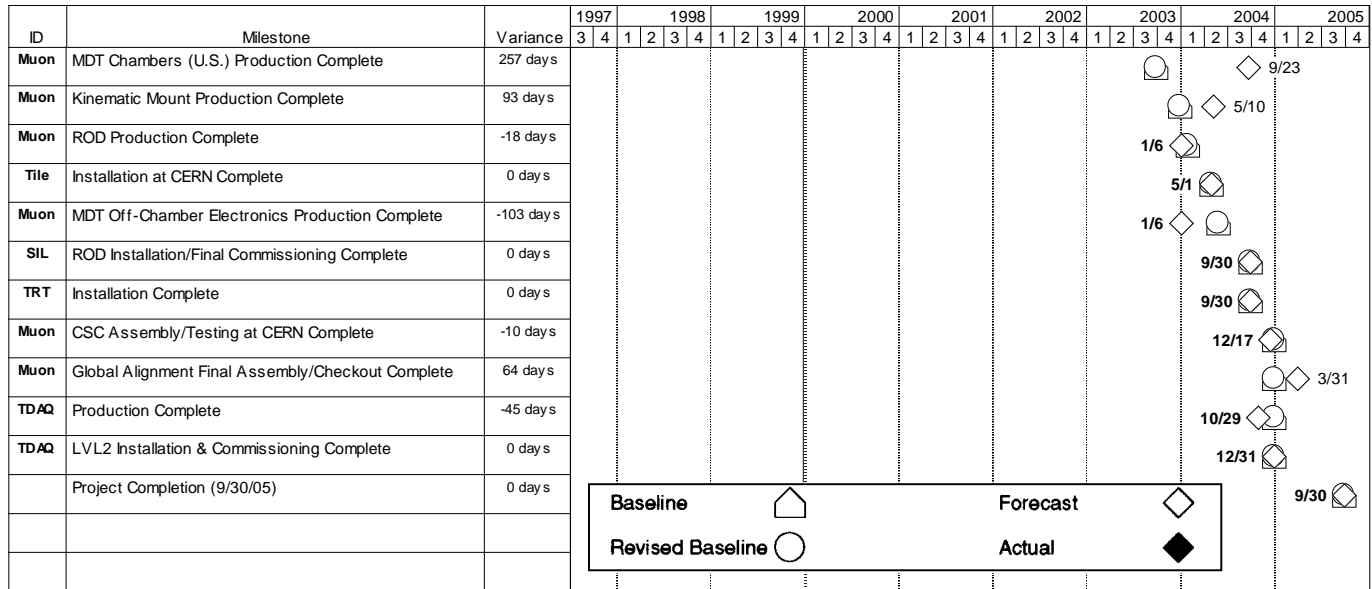 1997 1998 1999 2000 2001 2002 2003 2004 2005
ID Milestone Variance 3 4 1 2 3 4 1 2 3 4 1 2 3 4 1 2 3 4 1 2 3 4 1 2 3 4 1 2 3 4 1 2 3 4
Muon MDT Chambers (U.S.) Production Complete 257 days 9/23
Muon Kinematic Mount Production Complete 93 days 5/10
Muon ROD Production Complete -18 days 1/6
Tile Installation at CERN Complete 0 days 5/1
Muon MDT Off-Chamber Electronics Production Complete -103 days 1/6
SIL ROD Installation/Final Commissioning Complete 0 days 9/30
TRT Installation Complete 0 days 9/30
Muon CSC Assembly/Testing at CERN Complete -10 days 12/17
Muon Global Alignment Final Assembly/Checkout Complete 64 days 3/31
TDAQ Production Complete -45 days 10/29
TDAQ LVL2 Installation & Commissioning Complete 0 days 12/31
Project Completion (9/30/05) 0 days 9/30
Baseline Forecast
Revised Baseline Actual